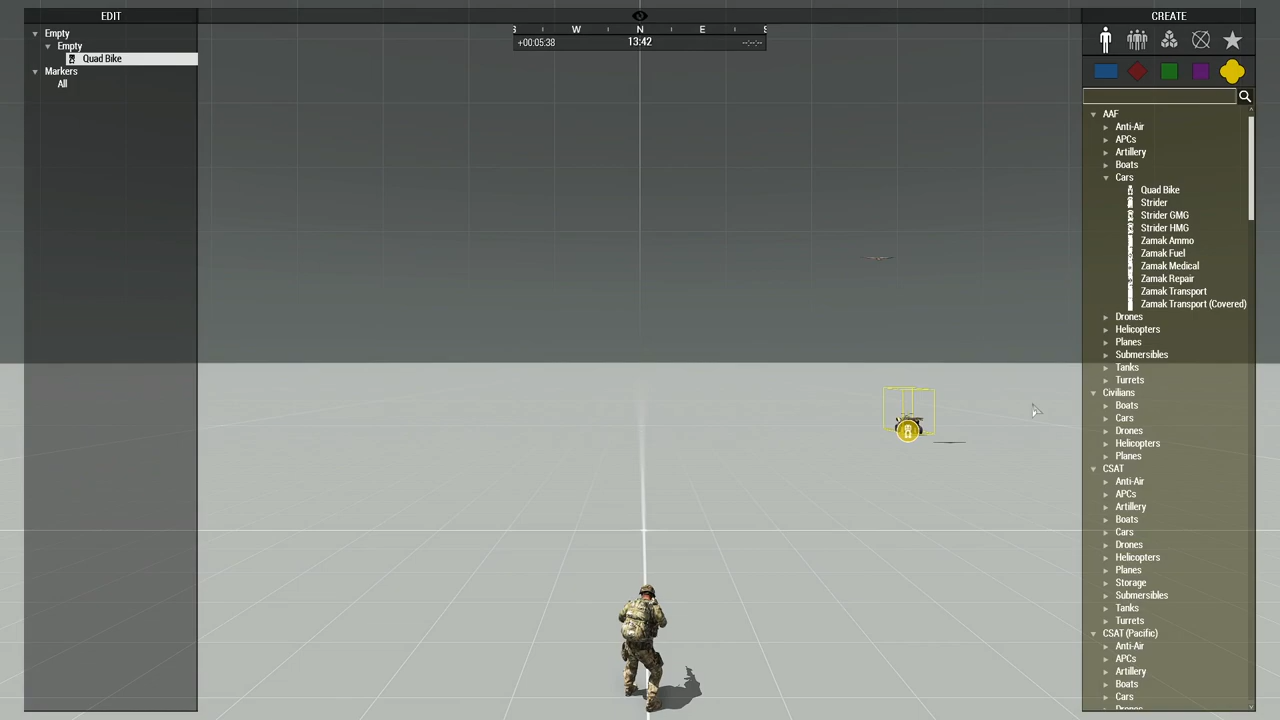 EDIT
Empty
Empty
Quad Bike
Markers
All
S W N E S
+00:05:38 13:42 --:--:--
CREATE
AAF
Anti-Air
APCs
Artillery
Boats
Cars
Quad Bike
Strider
Strider GMG
Strider HMG
Zamak Ammo
Zamak Fuel
Zamak Medical
Zamak Repair
Zamak Transport
Zamak Transport (Covered)
Drones
Helicopters
Planes
Submersibles
Tanks
Turrets
Civilians
Boats
Cars
Drones
Helicopters
Planes
CSAT
Anti-Air
APCs
Artillery
Boats
Cars
Drones
Helicopters
Planes
Storage
Submersibles
Tanks
Turrets
CSAT (Pacific)
Anti-Air
APCs
Artillery
Boats
Cars
Drones